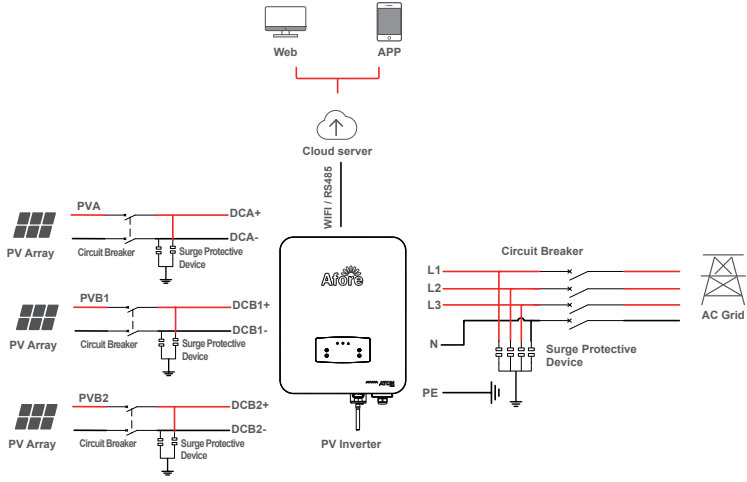 Web
APP
Cloud server
WIFI / RS485
PVA
DCA+
DCA-
PV Array
Circuit Breaker
Surge Protective
Device
PVB1
DCB1+
DCB1-
PV Array
Circuit Breaker
Surge Protective
Device
PVB2
DCB2+
DCB2-
PV Array
Circuit Breaker
Surge Protective
Device
Afore
PV Inverter
Circuit Breaker
L1
L2
L3
N
PE
Surge Protective
Device
AC Grid